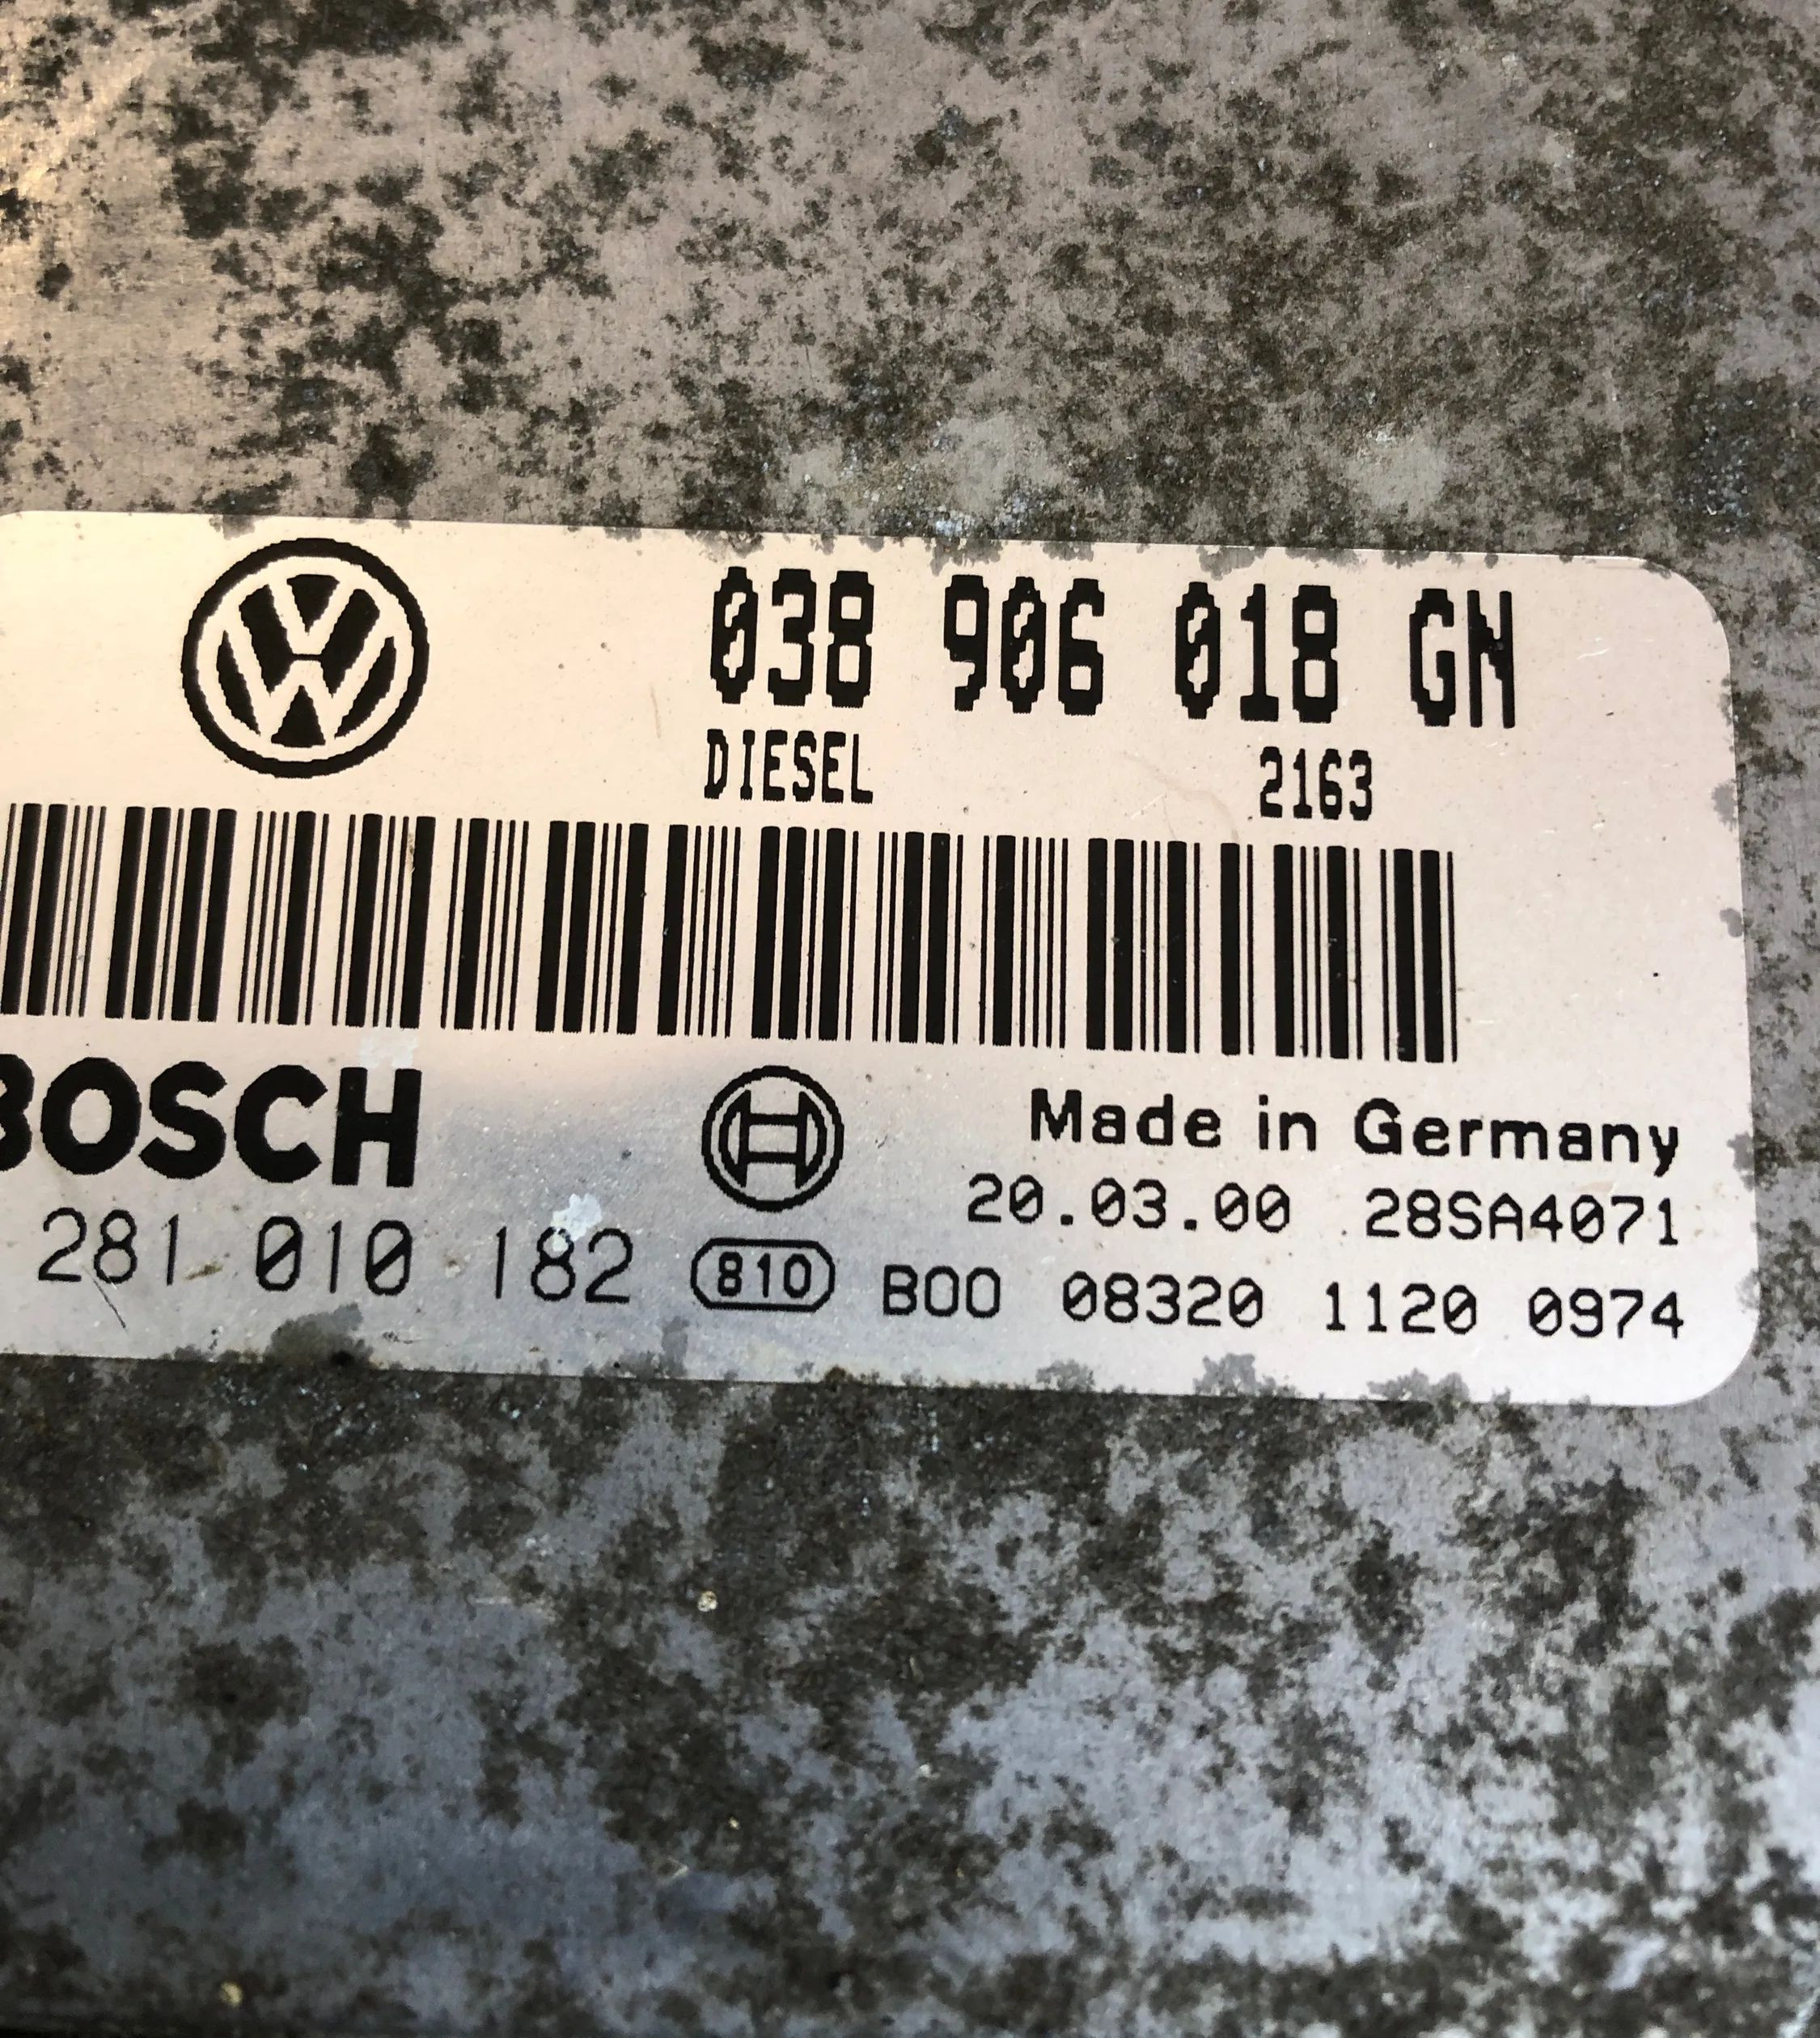 038 906 018 GN
DIESEL 2163
BOSCH
Made in Germany
20.03.00 28SA4071
281 010 182 810 B00 08320 1120 0974